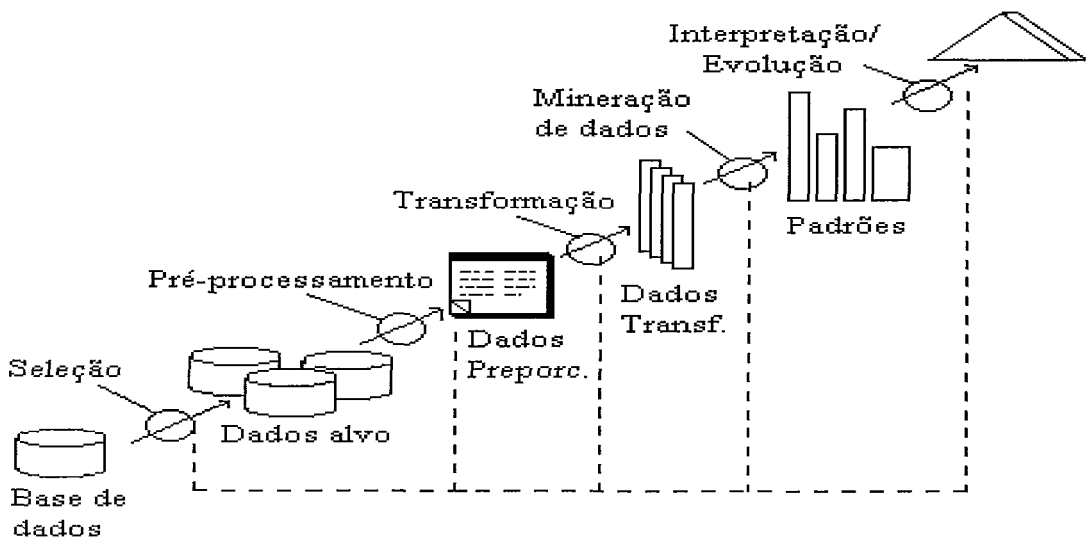 Interpretação/
Evolução
Mineração
de dados
Padrões
Transformação
Dados
Transf.
Pré-processamento
Dados
Preporc.
Seleção
Dados alvo
Base de
dados